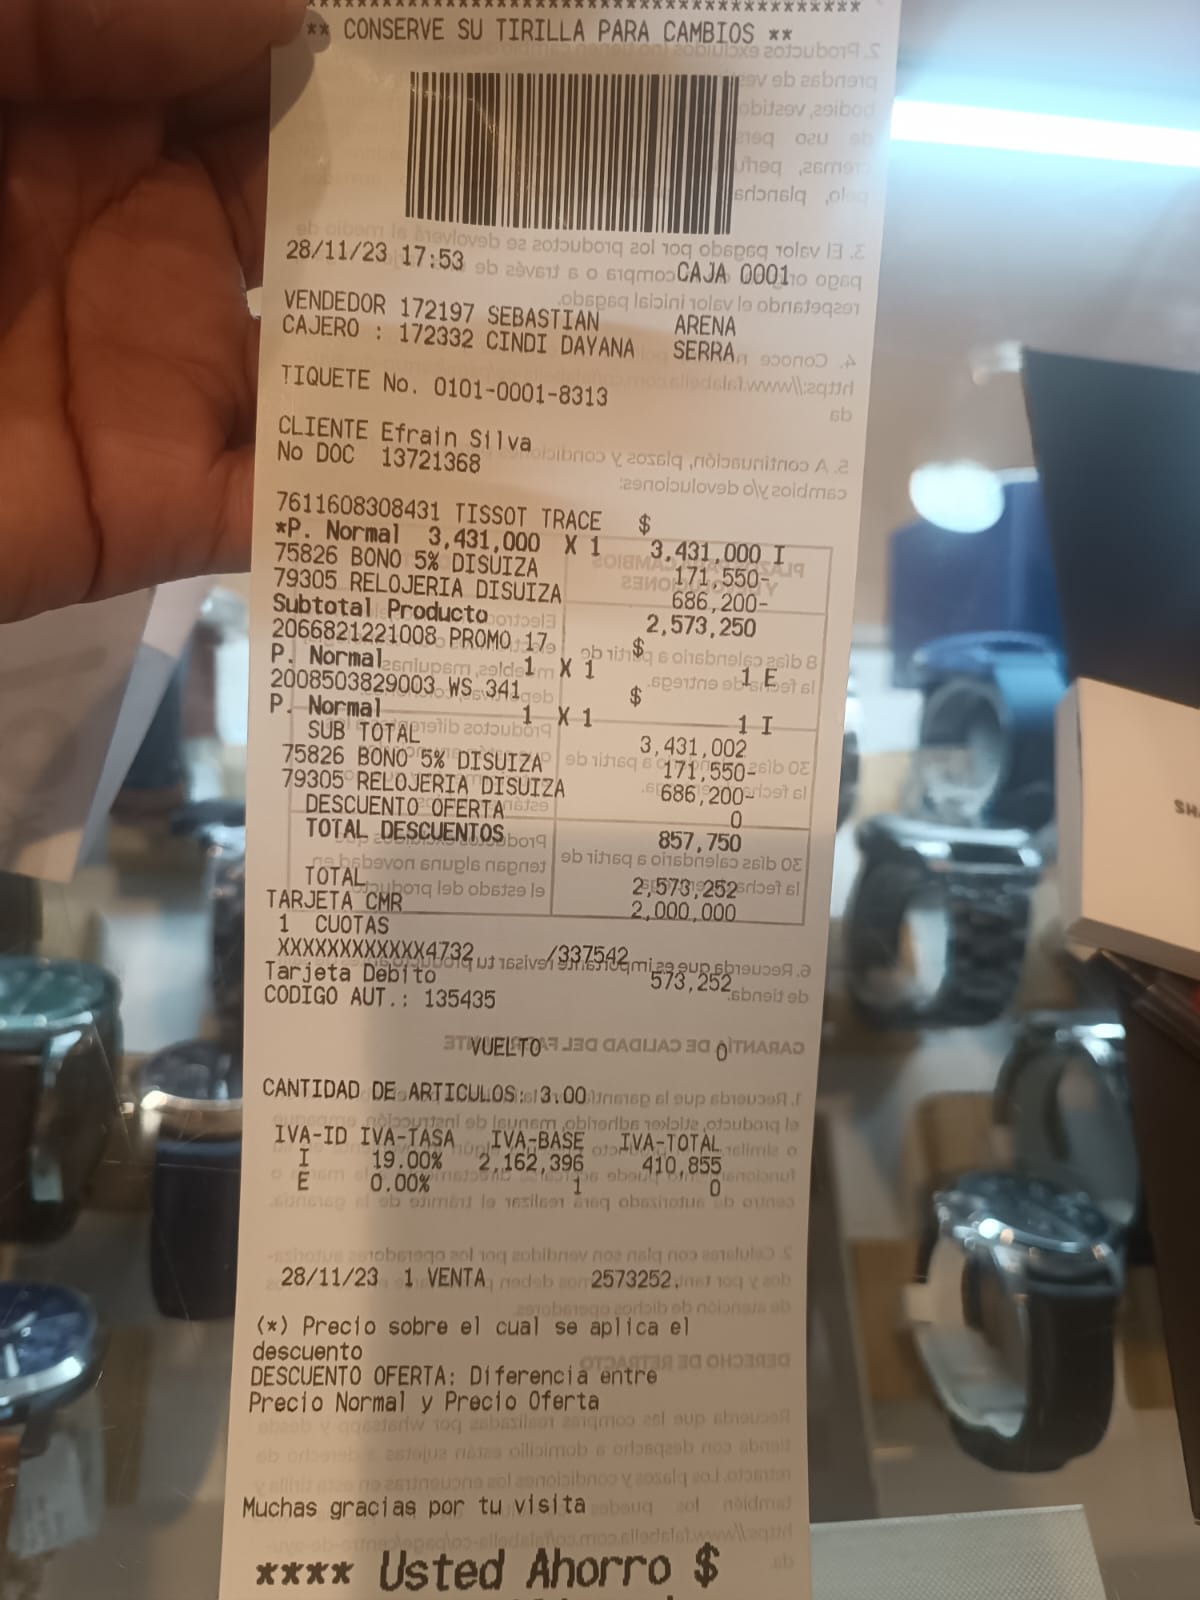 ** CONSERVE SU TIRILLA PARA CAMBIOS **
28/11/23 17:53 CAJA 0001
VENDEDOR 172197 SEBASTIAN ARENA
CAJERO : 172332 CINDI DAYANA SERRA
TIQUETE No. 0101-0001-8313
CLIENTE Efrain Silva
No DOC 13721368
7611608308431 TISSOT TRACE $
*P. Normal 3,431,000 X 1 3,431,000 I
75826 BONO 5% DISUIZA 171,550-
79305 RELOJERIA DISUIZA 686,200-
Subtotal Producto 2,573,250
2066821221008 PROMO 17 $
P. Normal 1 X 1 1 E
2008503829003 WS 341 $
P. Normal 1 X 1 1 I
SUB TOTAL 3,431,002
75826 BONO 5% DISUIZA 171,550-
79305 RELOJERIA DISUIZA 686,200-
DESCUENTO OFERTA 0
TOTAL DESCUENTOS 857,750
TOTAL 2,573,252
TARJETA CMR 2,000,000
1 CUOTAS
XXXXXXXXXXXX4732 /337542
Tarjeta Debito 573,252
CODIGO AUT.: 135435
VUELTO 0
CANTIDAD DE ARTICULOS: 3.00
IVA-ID IVA-TASA IVA-BASE IVA-TOTAL
I 19.00% 2,162,396 410,855
E 0.00% 1 0
28/11/23 1 VENTA 2573252.
(*) Precio sobre el cual se aplica el
descuento
DESCUENTO OFERTA: Diferencia entre
Precio Normal y Precio Oferta
Muchas gracias por tu visita
**** Usted Ahorro $